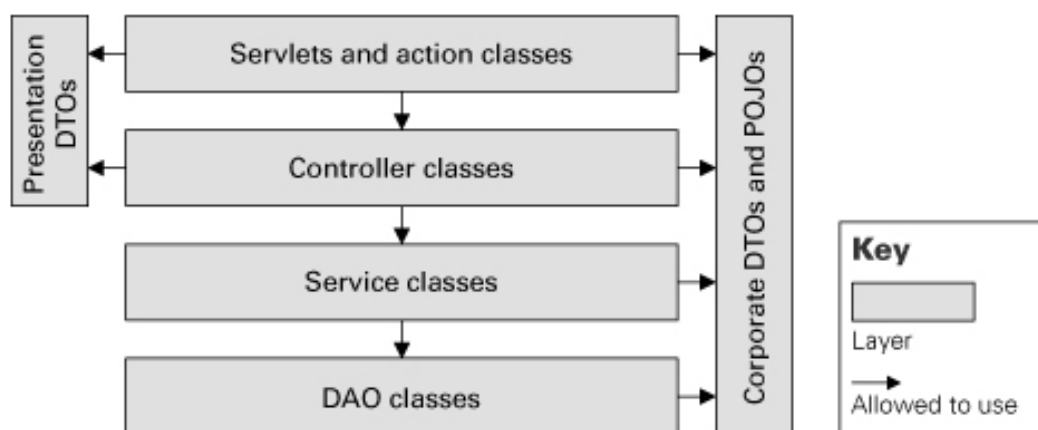 Presentation
DTOs
Servlets and action classes
Controller classes
Service classes
DAO classes
Corporate DTOs and POJOs
Key
Layer
Allowed to use